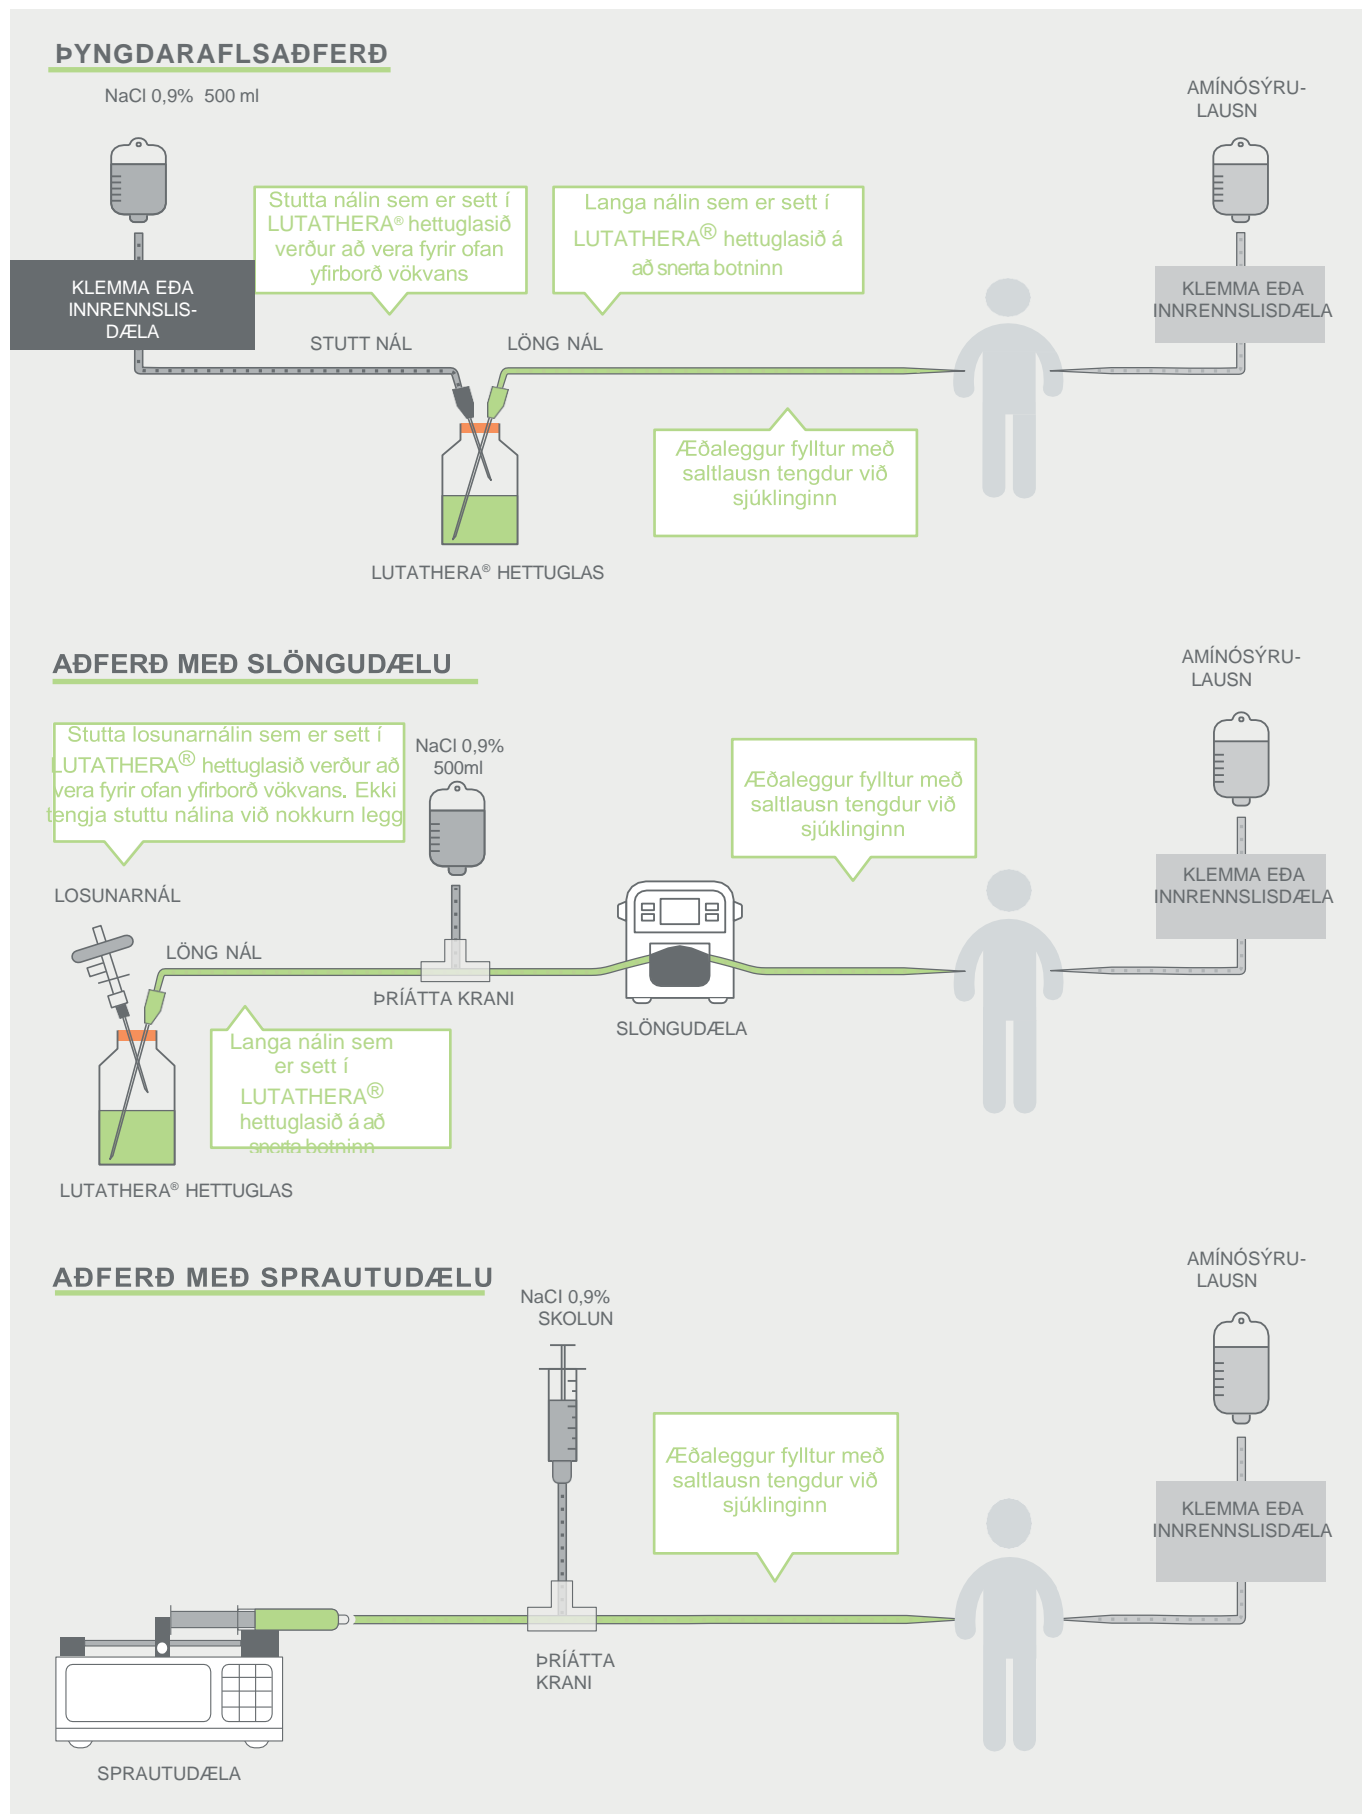 ÞYNGDARAFLSAÐFERÐ
NaCl 0,9% 500 ml
AMÍNÓSÝRU-
LAUSN
Stutta nálin sem er sett í
LUTATHERA® hettuglasið
verður að vera fyrir ofan
yfirborð vökvans
Langa nálin sem er sett í
LUTATHERA® hettuglasið á
að snerta botninn
KLEMMA EÐA
INNRENNSLIS-
DÆLA
KLEMMA EÐA
INNRENNSLISDÆLA
STUTT NÁL
LÖNG NÁL
Æðaleggur fylltur með
saltlausn tengdur við
sjúklinginn
LUTATHERA® HETTUGLAS
AÐFERÐ MEÐ SLÖNGUDÆLU
AMÍNÓSÝRU-
LAUSN
Stutta losunarnálin sem er sett í
LUTATHERA® hettuglasið verður að
vera fyrir ofan yfirborð vökvans. Ekki
tengja stuttu nálina við nokkurn legg
NaCl 0,9%
500ml
Æðaleggur fylltur með
saltlausn tengdur við
sjúklinginn
KLEMMA EÐA
INNRENNSLISDÆLA
LOSUNARNÁL
LÖNG NÁL
ÞRÍÁTTA KRANI
SLÖNGUDÆLA
Langa nálin sem
er sett í
LUTATHERA®
hettuglasið á að
snerta botninn
LUTATHERA® HETTUGLAS
AÐFERÐ MEÐ SPRAUTUDÆLU
NaCl 0,9%
SKOLUN
AMÍNÓSÝRU-
LAUSN
Æðaleggur fylltur með
saltlausn tengdur við
sjúklinginn
KLEMMA EÐA
INNRENNSLISDÆLA
ÞRÍÁTTA
KRANI
SPRAUTUDÆLA